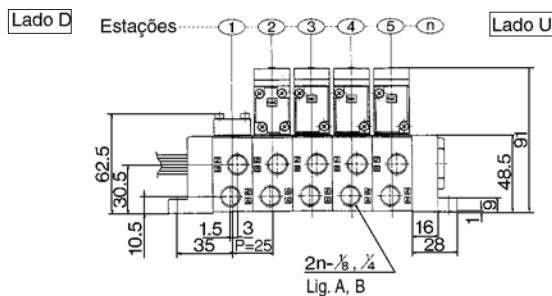 Lado D
Estações
1 2 3 4 5 n
Lado U
62.5
30.5
10.5
91
48.5
9
1
1.5 3
16
35 P=25
28
2n-⅛, ¼
Lig. A, B